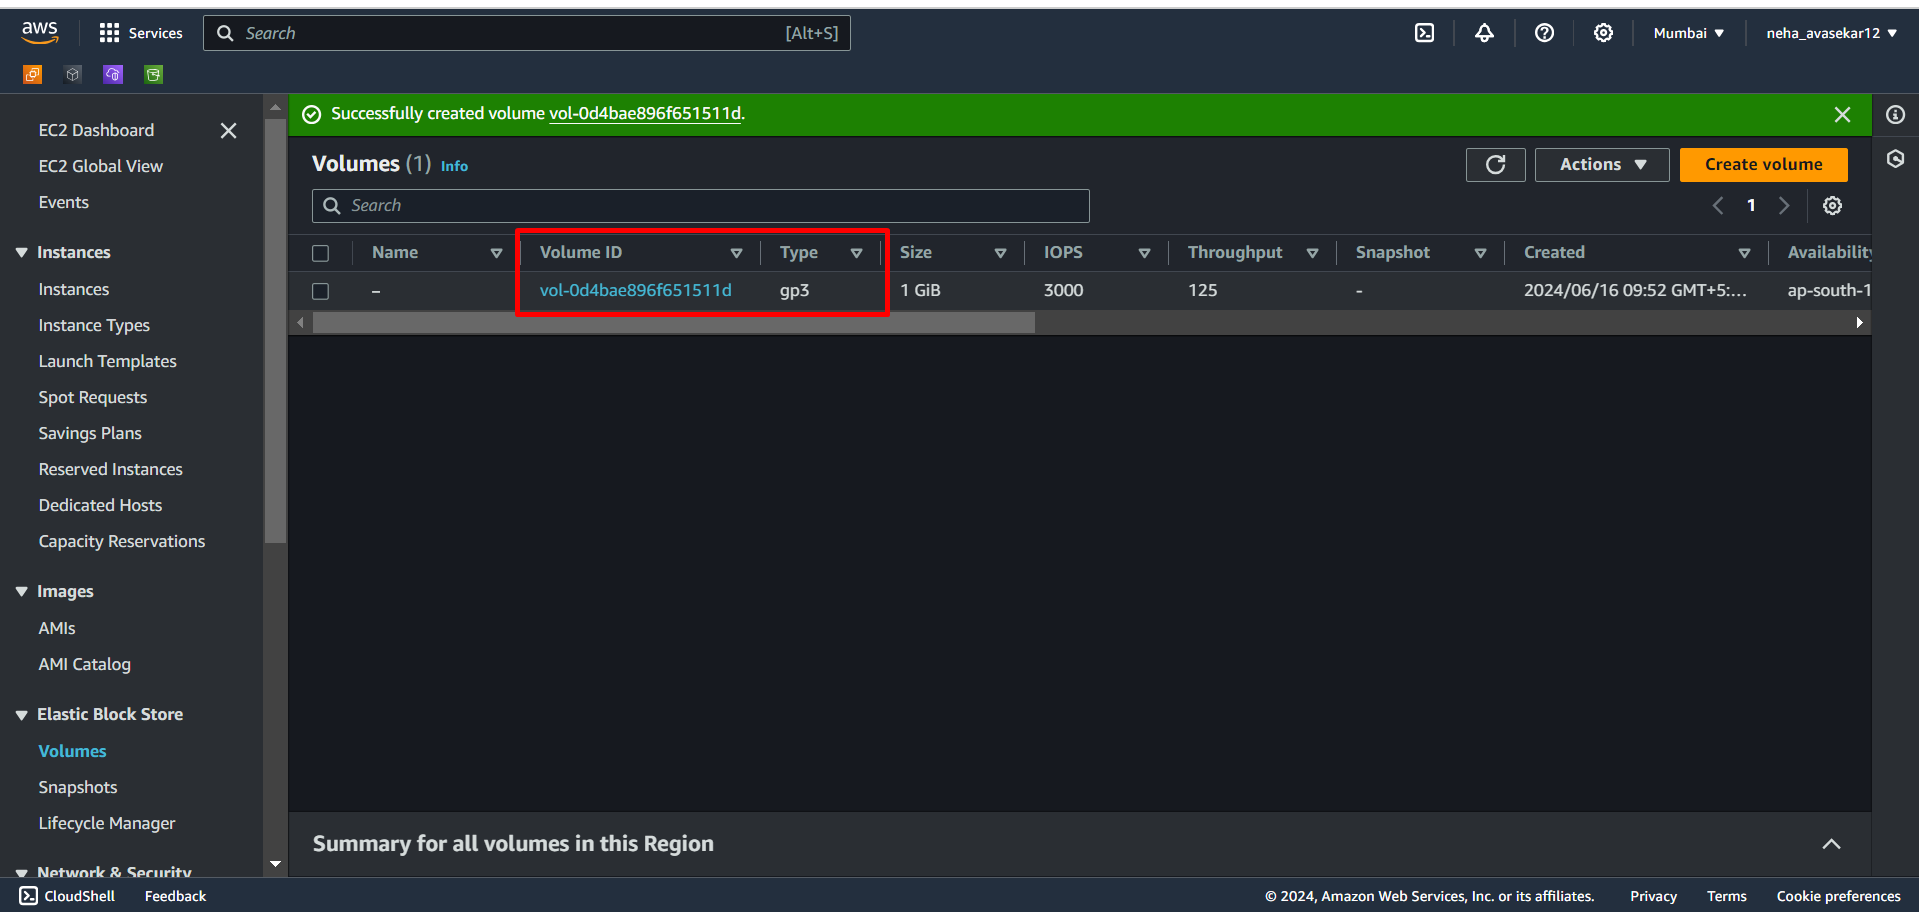 aws Services Search [Alt+S] Mumbai neha_avasekar12
Successfully created volume vol-0d4bae896f651511d.
EC2 Dashboard
EC2 Global View
Events
Instances
Instances
Instance Types
Launch Templates
Spot Requests
Savings Plans
Reserved Instances
Dedicated Hosts
Capacity Reservations
Images
AMIs
AMI Catalog
Elastic Block Store
Volumes
Snapshots
Lifecycle Manager
Network & Security
Volumes (1) Info Actions Create volume
Search 1
Name Volume ID Type Size IOPS Throughput Snapshot Created Availability
– vol-0d4bae896f651511d gp3 1 GiB 3000 125 - 2024/06/16 09:52 GMT+5:... ap-south-1
Summary for all volumes in this Region
CloudShell Feedback © 2024, Amazon Web Services, Inc. or its affiliates. Privacy Terms Cookie preferences